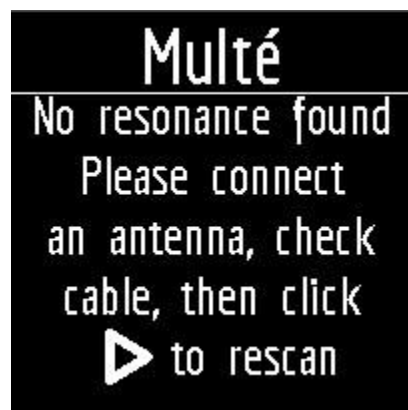 Multé
No resonance found
Please connect
an antenna, check
cable, then click
▷ to rescan